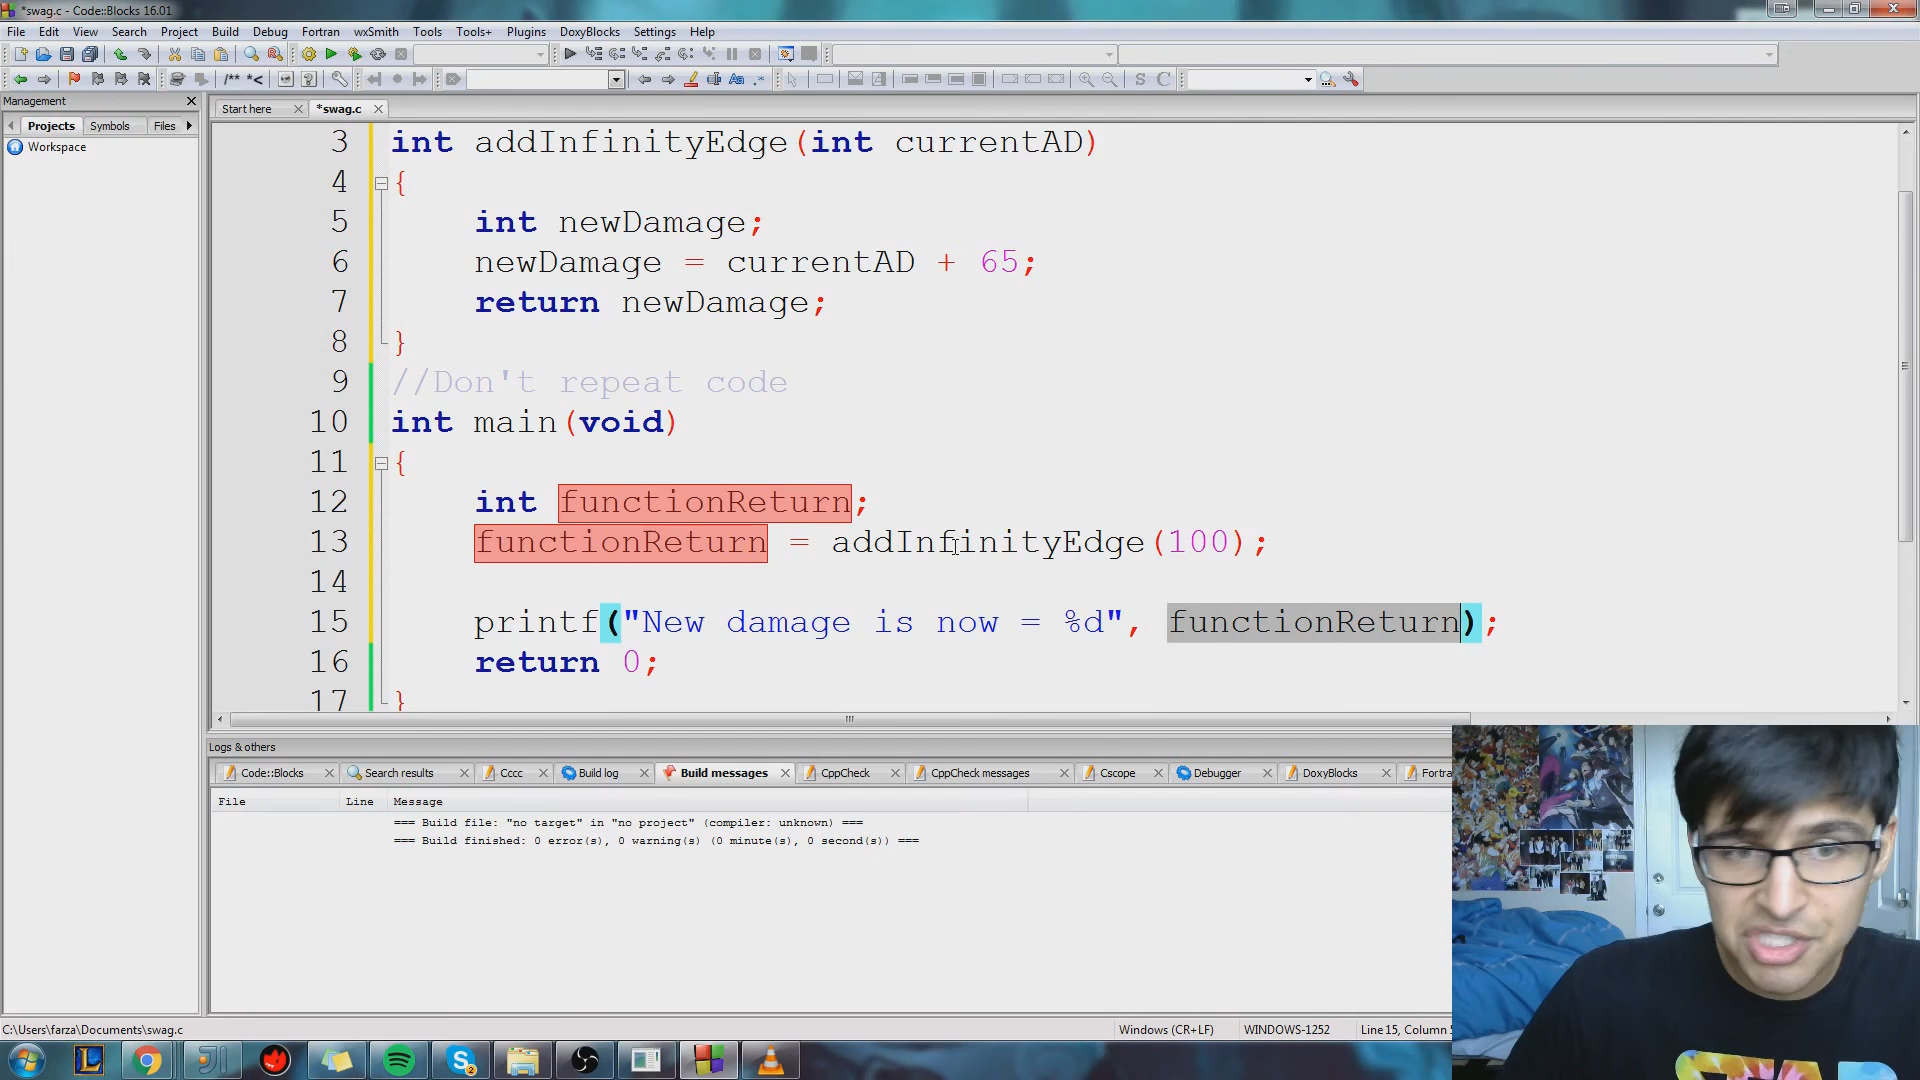 *swag.c - Code::Blocks 16.01
File Edit View Search Project Build Debug Fortran wxSmith Tools Tools+ Plugins DoxyBlocks Settings Help
/** *<
Management
Start here *swag.c
Projects Symbols Files
Workspace
3 int addInfinityEdge(int currentAD)
4 {
5 int newDamage;
6 newDamage = currentAD + 65;
7 return newDamage;
8 }
9 //Don't repeat code
10 int main(void)
11 {
12 int functionReturn;
13 functionReturn = addInfinityEdge(100);
14
15 printf("New damage is now = %d", functionReturn);
16 return 0;
17 }
Logs & others
Code::Blocks Search results Cccc Build log Build messages CppCheck CppCheck messages Cscope Debugger DoxyBlocks Fortra
File Line Message
=== Build file: "no target" in "no project" (compiler: unknown) ===
=== Build finished: 0 error(s), 0 warning(s) (0 minute(s), 0 second(s)) ===
C:\Users\farza\Documents\swag.c Windows (CR+LF) WINDOWS-1252 Line 15, Column